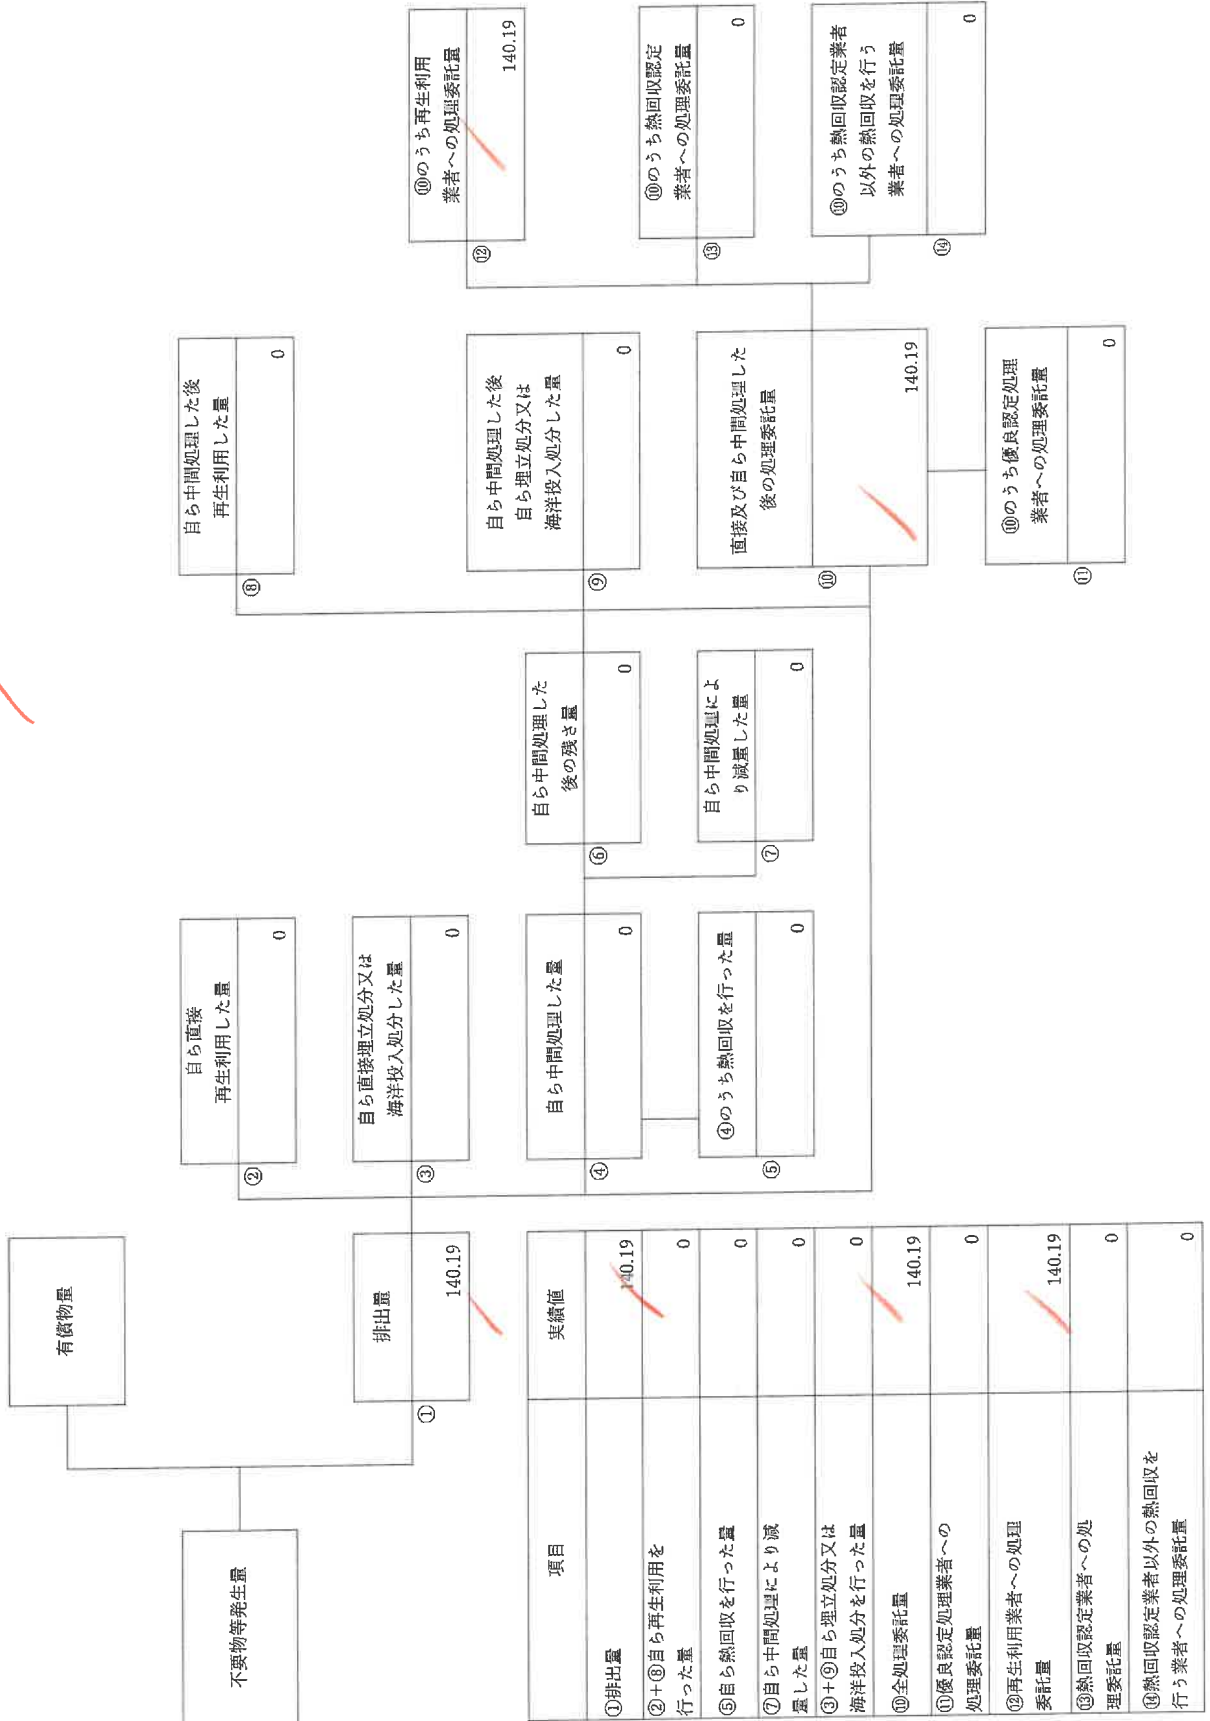 不要物等発生量
有償物量
①
排出量
140.19
②
自ら直接
再生利用した量
0
③
自ら直接埋立処分又は
海洋投入処分した量
0
④
自ら中間処理した量
0
⑤
④のうち熱回収を行った量
0
⑥
自ら中間処理した
後の残さ量
0
⑦
自ら中間処理によ
り減量した量
0
⑧
自ら中間処理した後
再生利用した量
0
⑨
自ら中間処理した後
自ら埋立処分又は
海洋投入処分した量
0
⑩
直接及び自ら中間処理した
後の処理委託量
140.19
⑪
⑩のうち優良認定処理
業者への処理委託量
0
⑫
⑩のうち再生利用
業者への処理委託量
140.19
⑬
⑩のうち熱回収認定
業者への処理委託量
0
⑭
⑩のうち熱回収認定業者
以外の熱回収を行う
業者への処理委託量
0
項目 実績値
①排出量 140.19
②+⑧自ら再生利用を
行った量 0
⑤自ら熱回収を行った量 0
⑦自ら中間処理により減
量した量 0
③+⑨自ら埋立処分又は
海洋投入処分を行った量 0
⑩全処理委託量 140.19
⑪優良認定処理業者への
処理委託量 0
⑫再生利用業者への処理
委託量 140.19
⑬熱回収認定業者への処
理委託量 0
⑭熱回収認定業者以外の熱回収を
行う業者への処理委託量 0